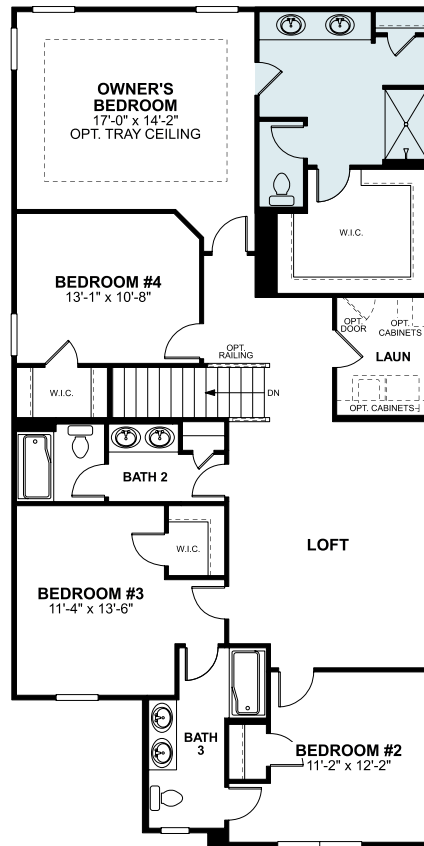 OWNER'S
BEDROOM
17'-0" x 14'-2"
OPT. TRAY CEILING
W.I.C.
BEDROOM #4
13'-1" x 10'-8"
OPT.
DOOR
OPT.
CABINETS
LAUN
OPT. CABINETS
OPT.
RAILING
W.I.C.
DN
BATH 2
W.I.C.
LOFT
BEDROOM #3
11'-4" x 13'-6"
BATH
3
BEDROOM #2
11'-2" x 12'-2"